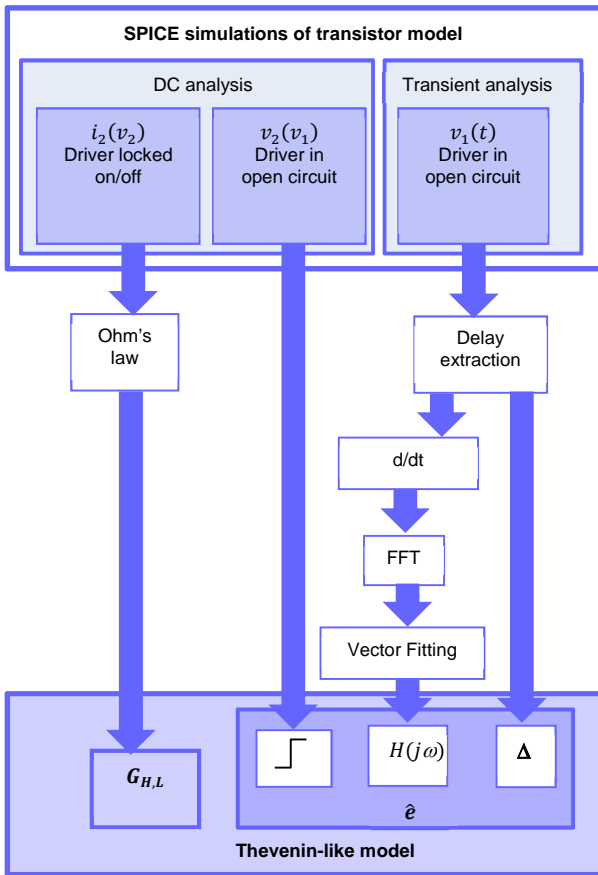 SPICE simulations of transistor model
DC analysis
Transient analysis
i₂(v₂)
Driver locked
on/off
v₂(v₁)
Driver in
open circuit
v₁(t)
Driver in
open circuit
Ohm's
law
Delay
extraction
d/dt
FFT
Vector Fitting
G_{H,L}
H(jω)
Δ
ê
Thevenin-like model